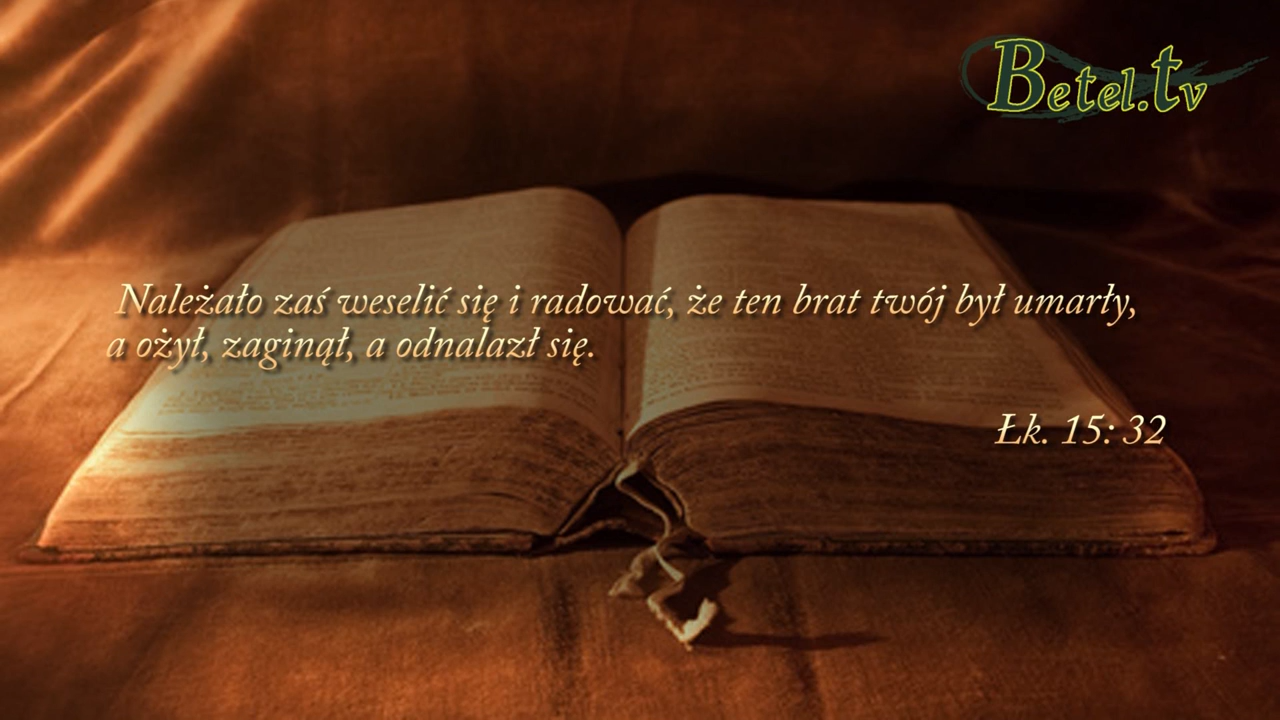 Betel.tv
Należało zaś weselić się i radować, że ten brat twój był umarły,
a ożył, zaginął, a odnalazł się.
Łk. 15: 32